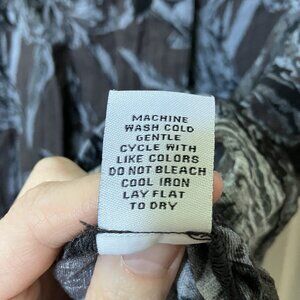 MACHINE
WASH COLD
GENTLE
CYCLE WITH
LIKE COLORS
DO NOT BLEACH
COOL IRON
LAY FLAT
TO DRY